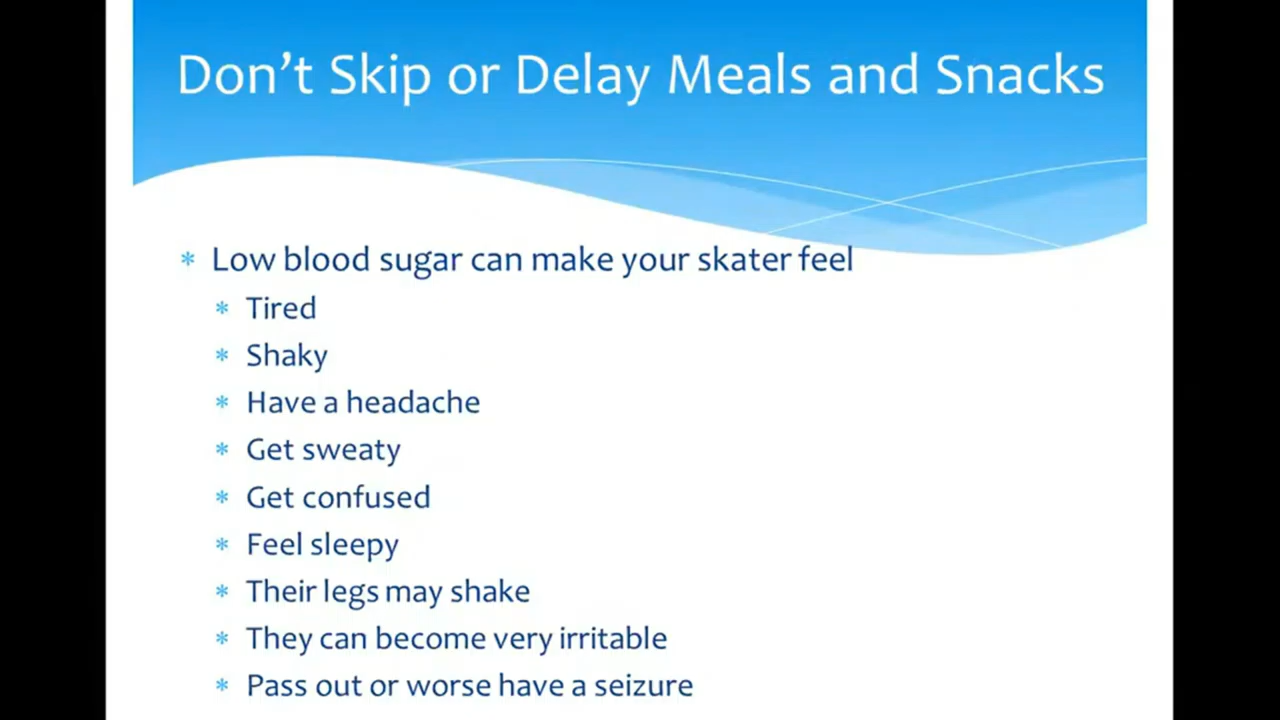 Don’t Skip or Delay Meals and Snacks
* Low blood sugar can make your skater feel
* Tired
* Shaky
* Have a headache
* Get sweaty
* Get confused
* Feel sleepy
* Their legs may shake
* They can become very irritable
* Pass out or worse have a seizure